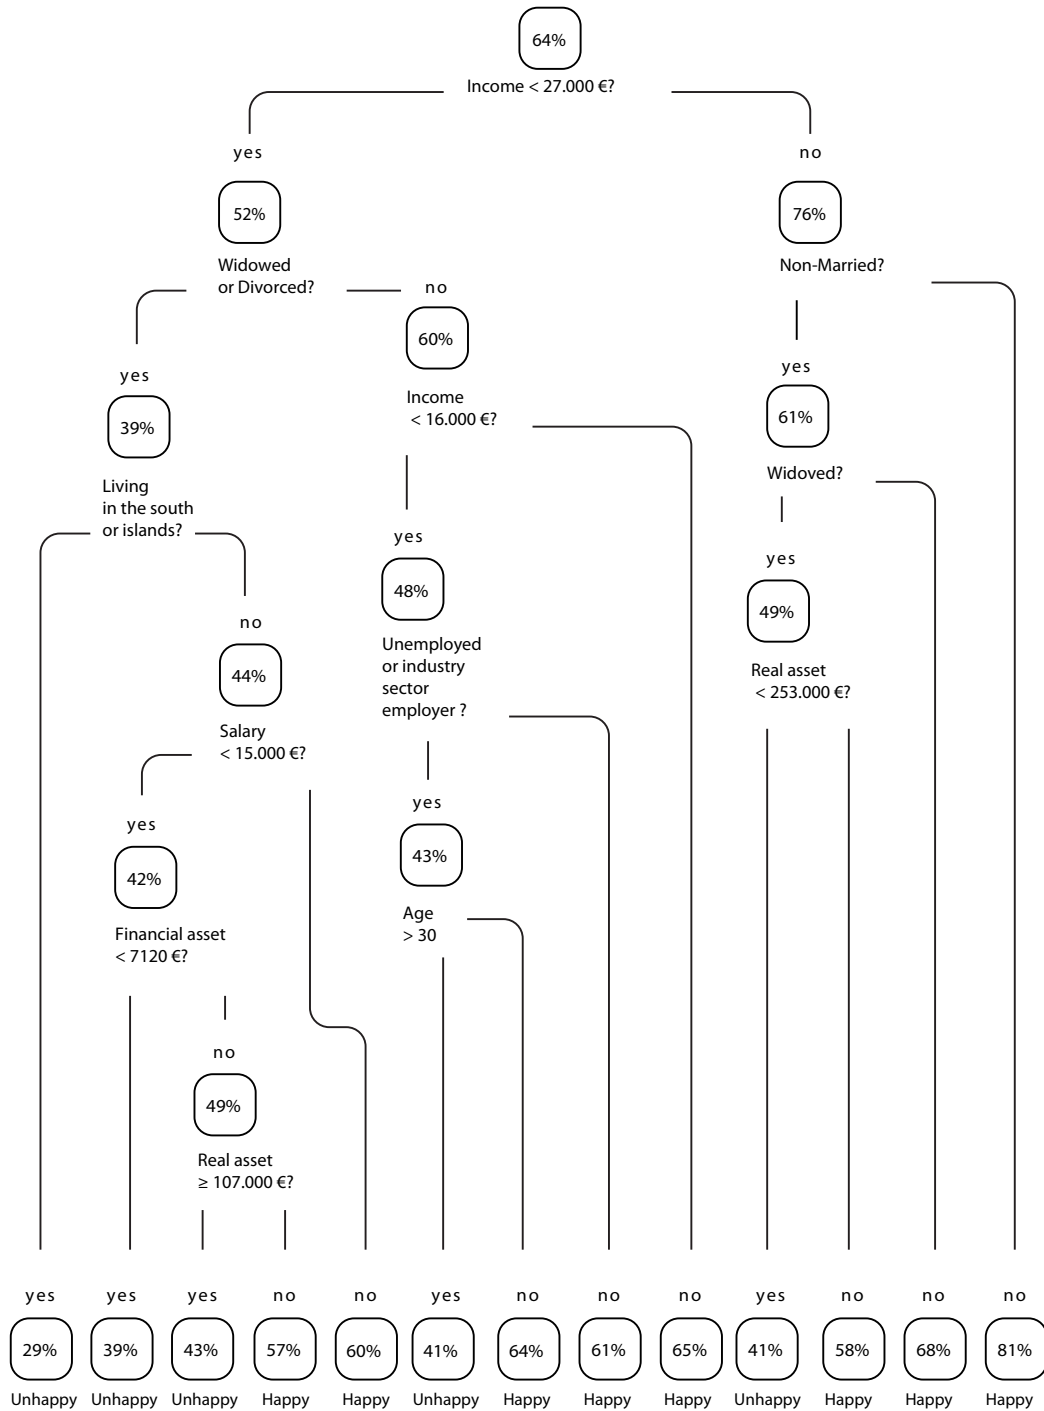 64%
Income < 27.000 €?
yes
no
52%
76%
Widowed
or Divorced?
Non-Married?
no
60%
yes
yes
39%
Income
< 16.000 €?
61%
Widoved?
Living
in the south
or islands?
yes
yes
48%
49%
no
44%
Unemployed
or industry
sector
employer ?
Real asset
< 253.000 €?
Salary
< 15.000 €?
yes
yes
42%
43%
Age
> 30
Financial asset
< 7120 €?
no
49%
Real asset
≥ 107.000 €?
yes yes yes no no yes no no no yes no no no
29% 39% 43% 57% 60% 41% 64% 61% 65% 41% 58% 68% 81%
Unhappy Unhappy Unhappy Happy Happy Unhappy Happy Happy Happy Unhappy Happy Happy Happy